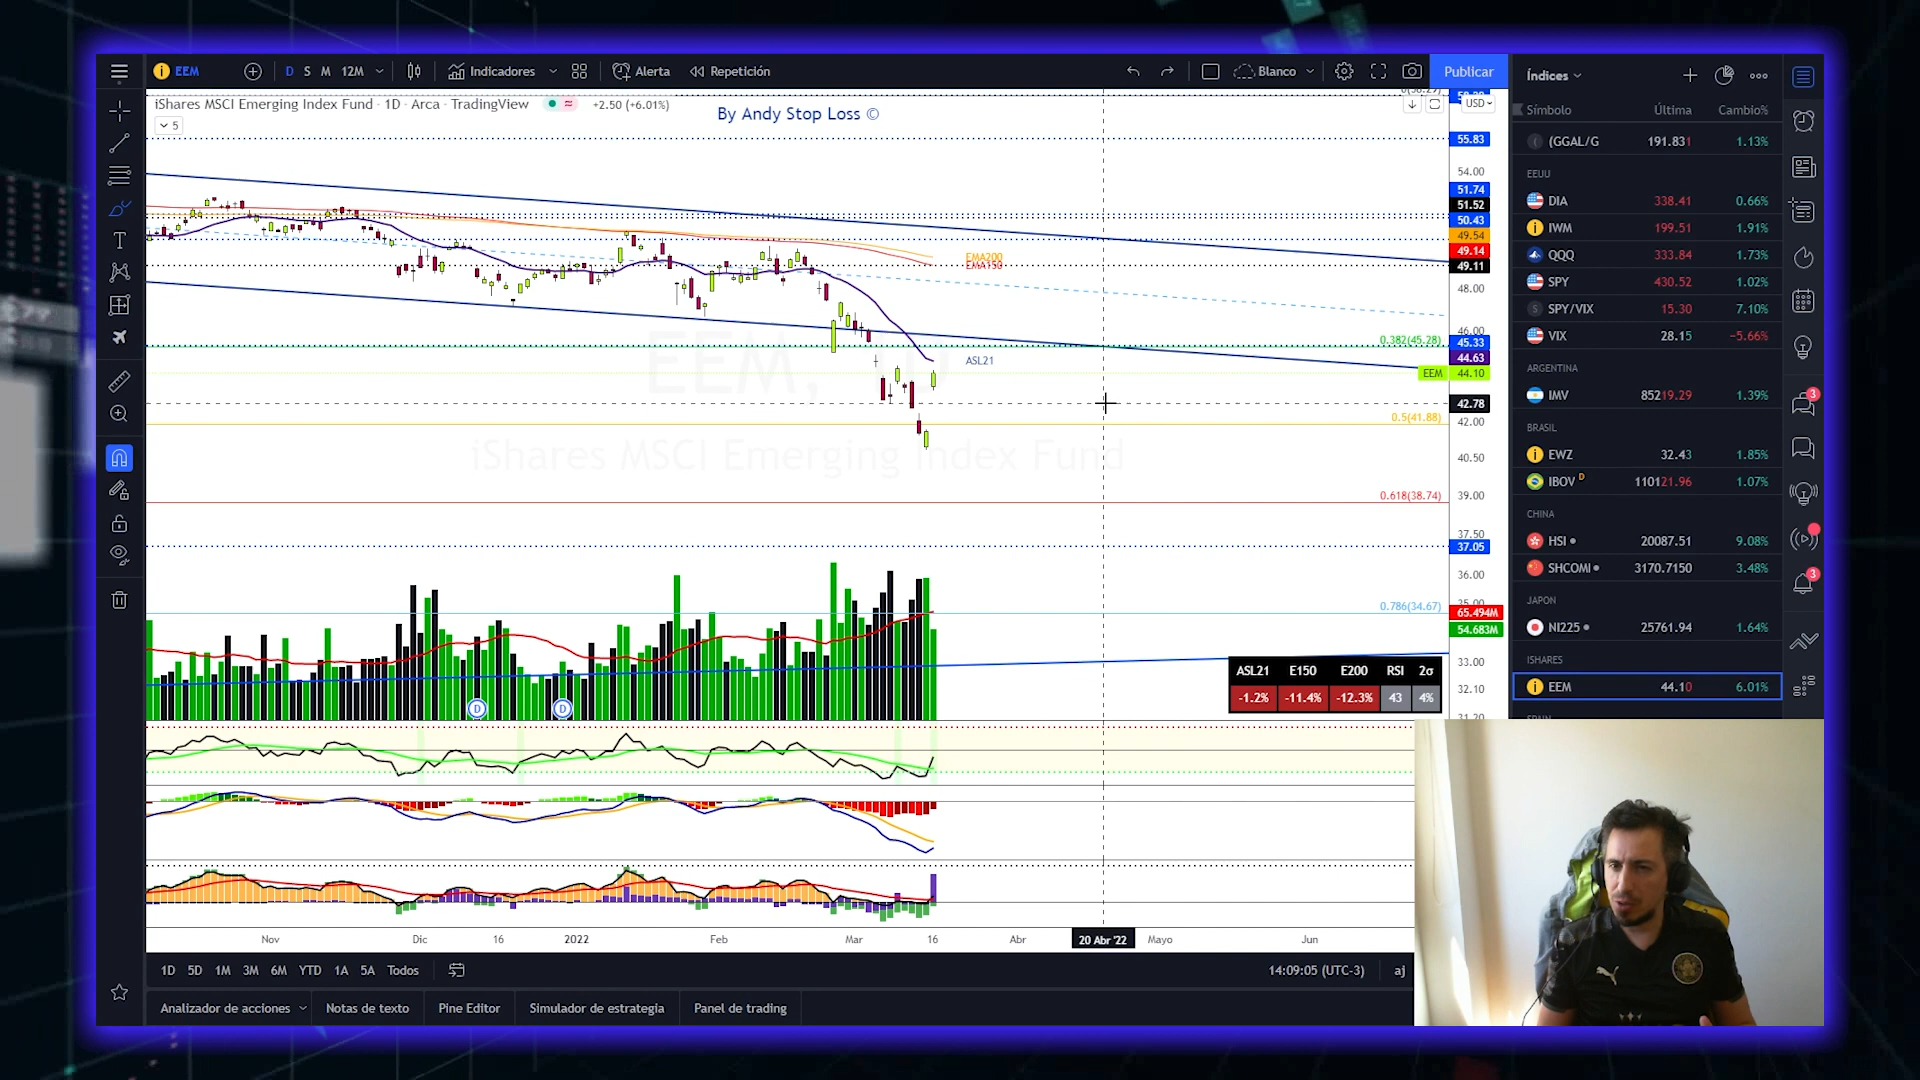 EEM
D S M 12M
Indicadores
Alerta
Repetición
Blanco
Publicar
iShares MSCI Emerging Index Fund · 1D · Arca · TradingView
+2.50 (+6.01%)
5
By Andy Stop Loss ©
USD
55.83
54.00
51.74
51.52
50.43
49.54
49.14
49.11
48.00
46.00
45.33
44.63
EEM 44.10
42.78
42.00
40.50
39.00
37.50
37.05
36.00
35.00
65.494M
54.683M
33.00
32.10
31.20
EMA200
EMA150
ASL21
0.382(45.28)
0.5(41.88)
0.618(38.74)
0.786(34.67)
EEM, 1D
iShares MSCI Emerging Index Fund
ASL21 E150 E200 RSI 2σ
-1.2% -11.4% -12.3% 43 4%
D D
Nov Dic 16 2022 Feb Mar 16 Abr 20 Abr '22 Mayo Jun
1D 5D 1M 3M 6M YTD 1A 5A Todos
14:09:05 (UTC-3)
aj
Analizador de acciones Notas de texto Pine Editor Simulador de estrategia Panel de trading
Índices
Símbolo Última Cambio%
(GGAL/G 191.831 1.13%
EEUU
DIA 338.41 0.66%
IWM 199.51 1.91%
QQQ 333.84 1.73%
SPY 430.52 1.02%
SPY/VIX 15.30 7.10%
VIX 28.15 −5.66%
ARGENTINA
IMV 85219.29 1.39%
BRASIL
EWZ 32.43 1.85%
IBOV D 110121.96 1.07%
CHINA
HSI 20087.51 9.08%
SHCOMI 3170.7150 3.48%
JAPON
NI225 25761.94 1.64%
ISHARES
EEM 44.10 6.01%
3
3